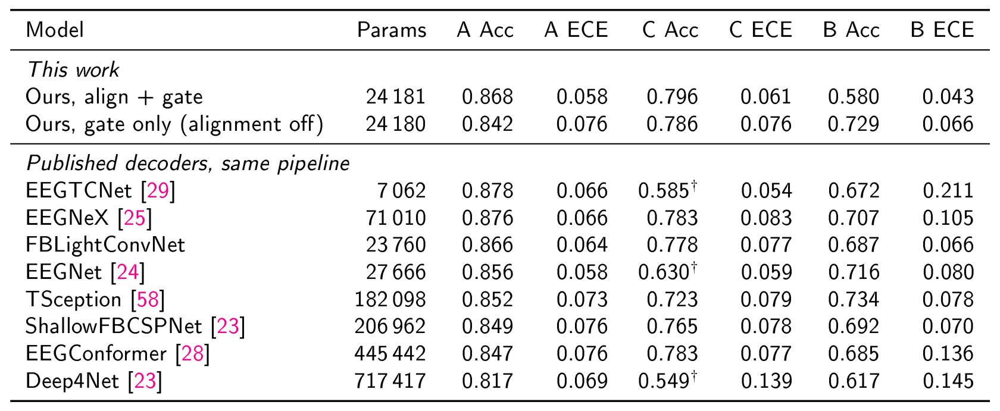 Model Params A Acc A ECE C Acc C ECE B Acc B ECE
This work
Ours, align + gate 24 181 0.868 0.058 0.796 0.061 0.580 0.043
Ours, gate only (alignment off) 24 180 0.842 0.076 0.786 0.076 0.729 0.066
Published decoders, same pipeline
EEGTCNet [29] 7 062 0.878 0.066 0.585† 0.054 0.672 0.211
EEGNeX [25] 71 010 0.876 0.066 0.783 0.083 0.707 0.105
FBLightConvNet 23 760 0.866 0.064 0.778 0.077 0.687 0.066
EEGNet [24] 27 666 0.856 0.058 0.630† 0.059 0.716 0.080
TSception [58] 182 098 0.852 0.073 0.723 0.079 0.734 0.078
ShallowFBCSPNet [23] 206 962 0.849 0.076 0.765 0.078 0.692 0.070
EEGConformer [28] 445 442 0.847 0.076 0.783 0.077 0.685 0.136
Deep4Net [23] 717 417 0.817 0.069 0.549† 0.139 0.617 0.145